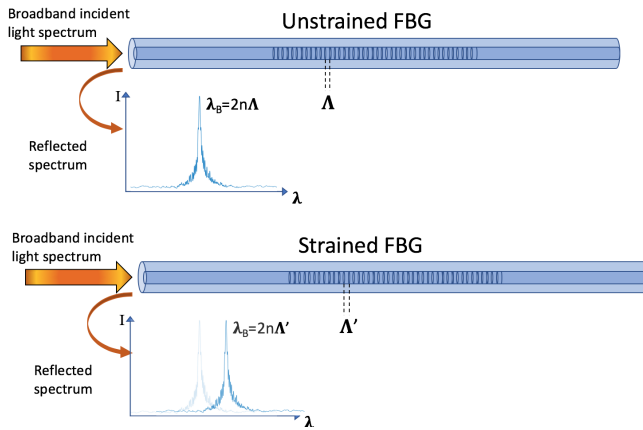 Broadband incident
light spectrum
Unstrained FBG
Λ
I
λB=2nΛ
Reflected
spectrum
λ
Broadband incident
light spectrum
Strained FBG
Λ’
I
λB=2nΛ’
Reflected
spectrum
λ